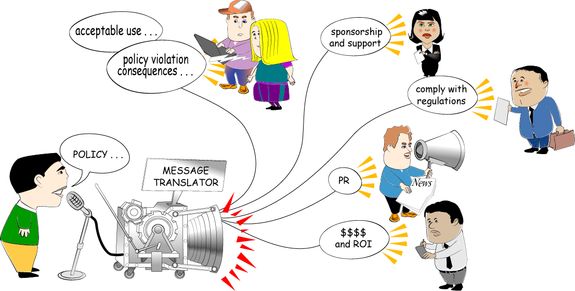 acceptable use . . .
policy violation
consequences . . .
sponsorship
and support
comply with
regulations
POLICY . . .
MESSAGE
TRANSLATOR
PR
News
$$$$
and ROI